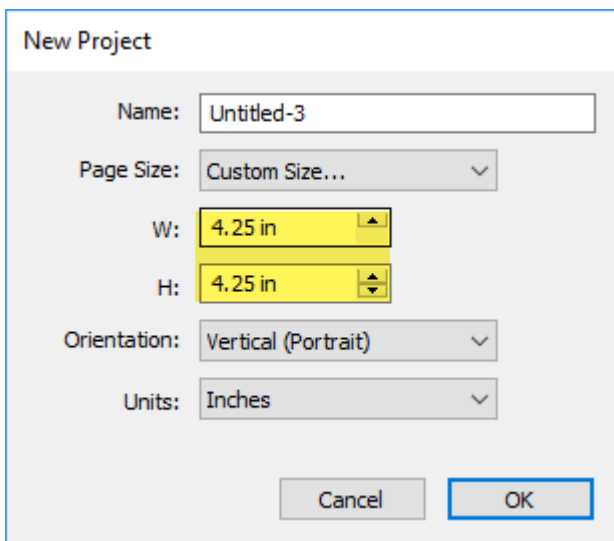 New Project
Name: Untitled-3
Page Size: Custom Size...
W: 4.25 in
H: 4.25 in
Orientation: Vertical (Portrait)
Units: Inches
Cancel OK